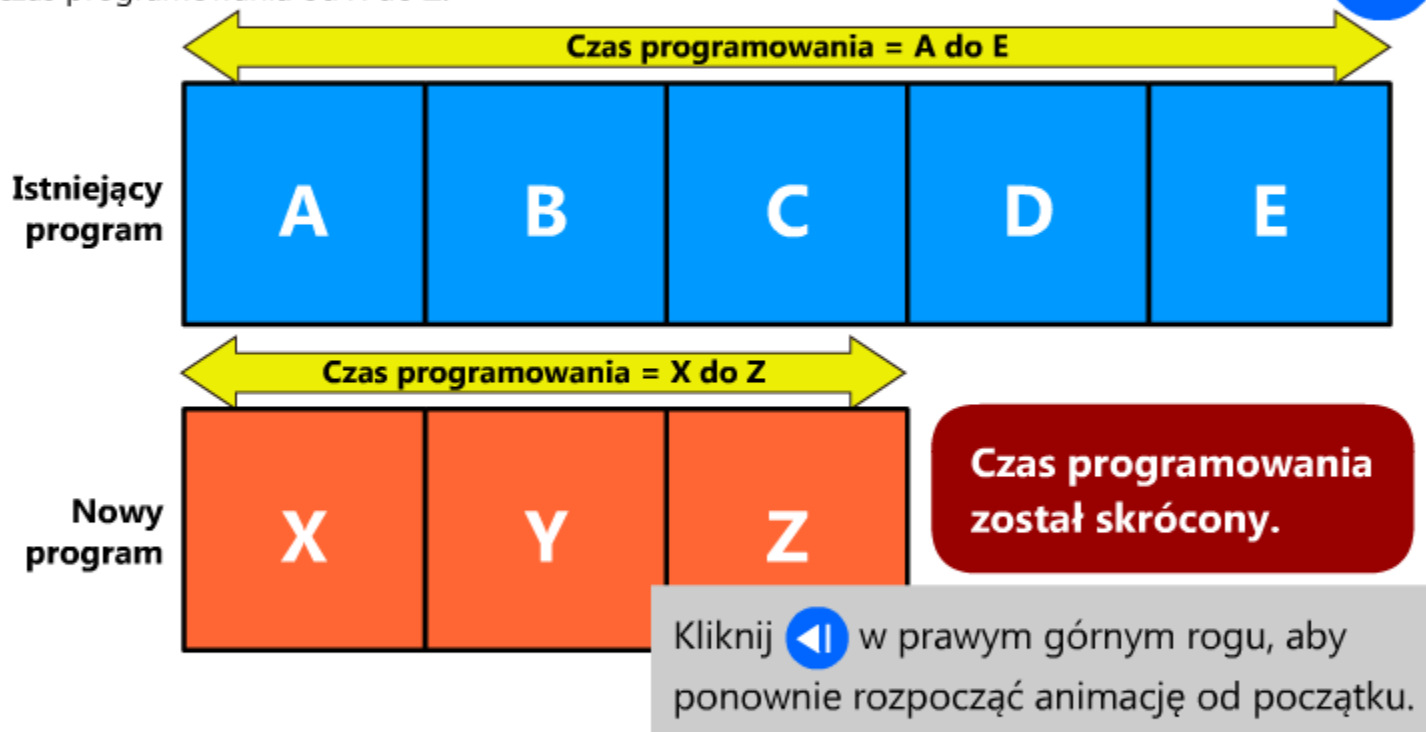 Czas programowania = A do E
Istniejący
program
A B C D E
Czas programowania = X do Z
Nowy
program
X Y Z
Czas programowania
został skrócony.
Kliknij w prawym górnym rogu, aby
ponownie rozpocząć animację od początku.